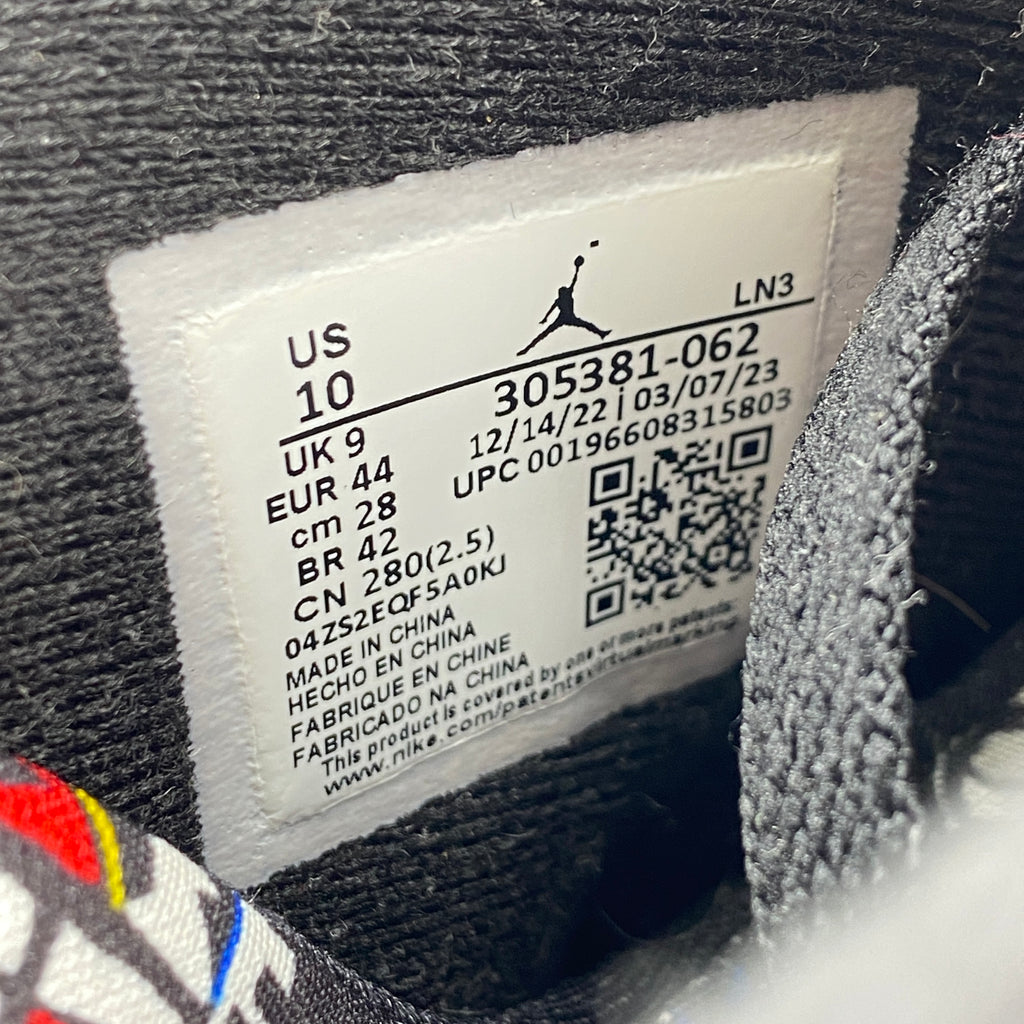 LN3
US
10
305381-062
12/14/22 | 03/07/23
UPC 00196608315803
UK 9
EUR 44
cm 28
BR 42
CN 280(2.5)
04ZS2EQF5A0KJ
MADE IN CHINA
HECHO EN CHINA
FABRIQUE EN CHINE
FABRICADO NA CHINA
This product is covered by one or more patents:
www.nike.com/patentsvirtualmarking